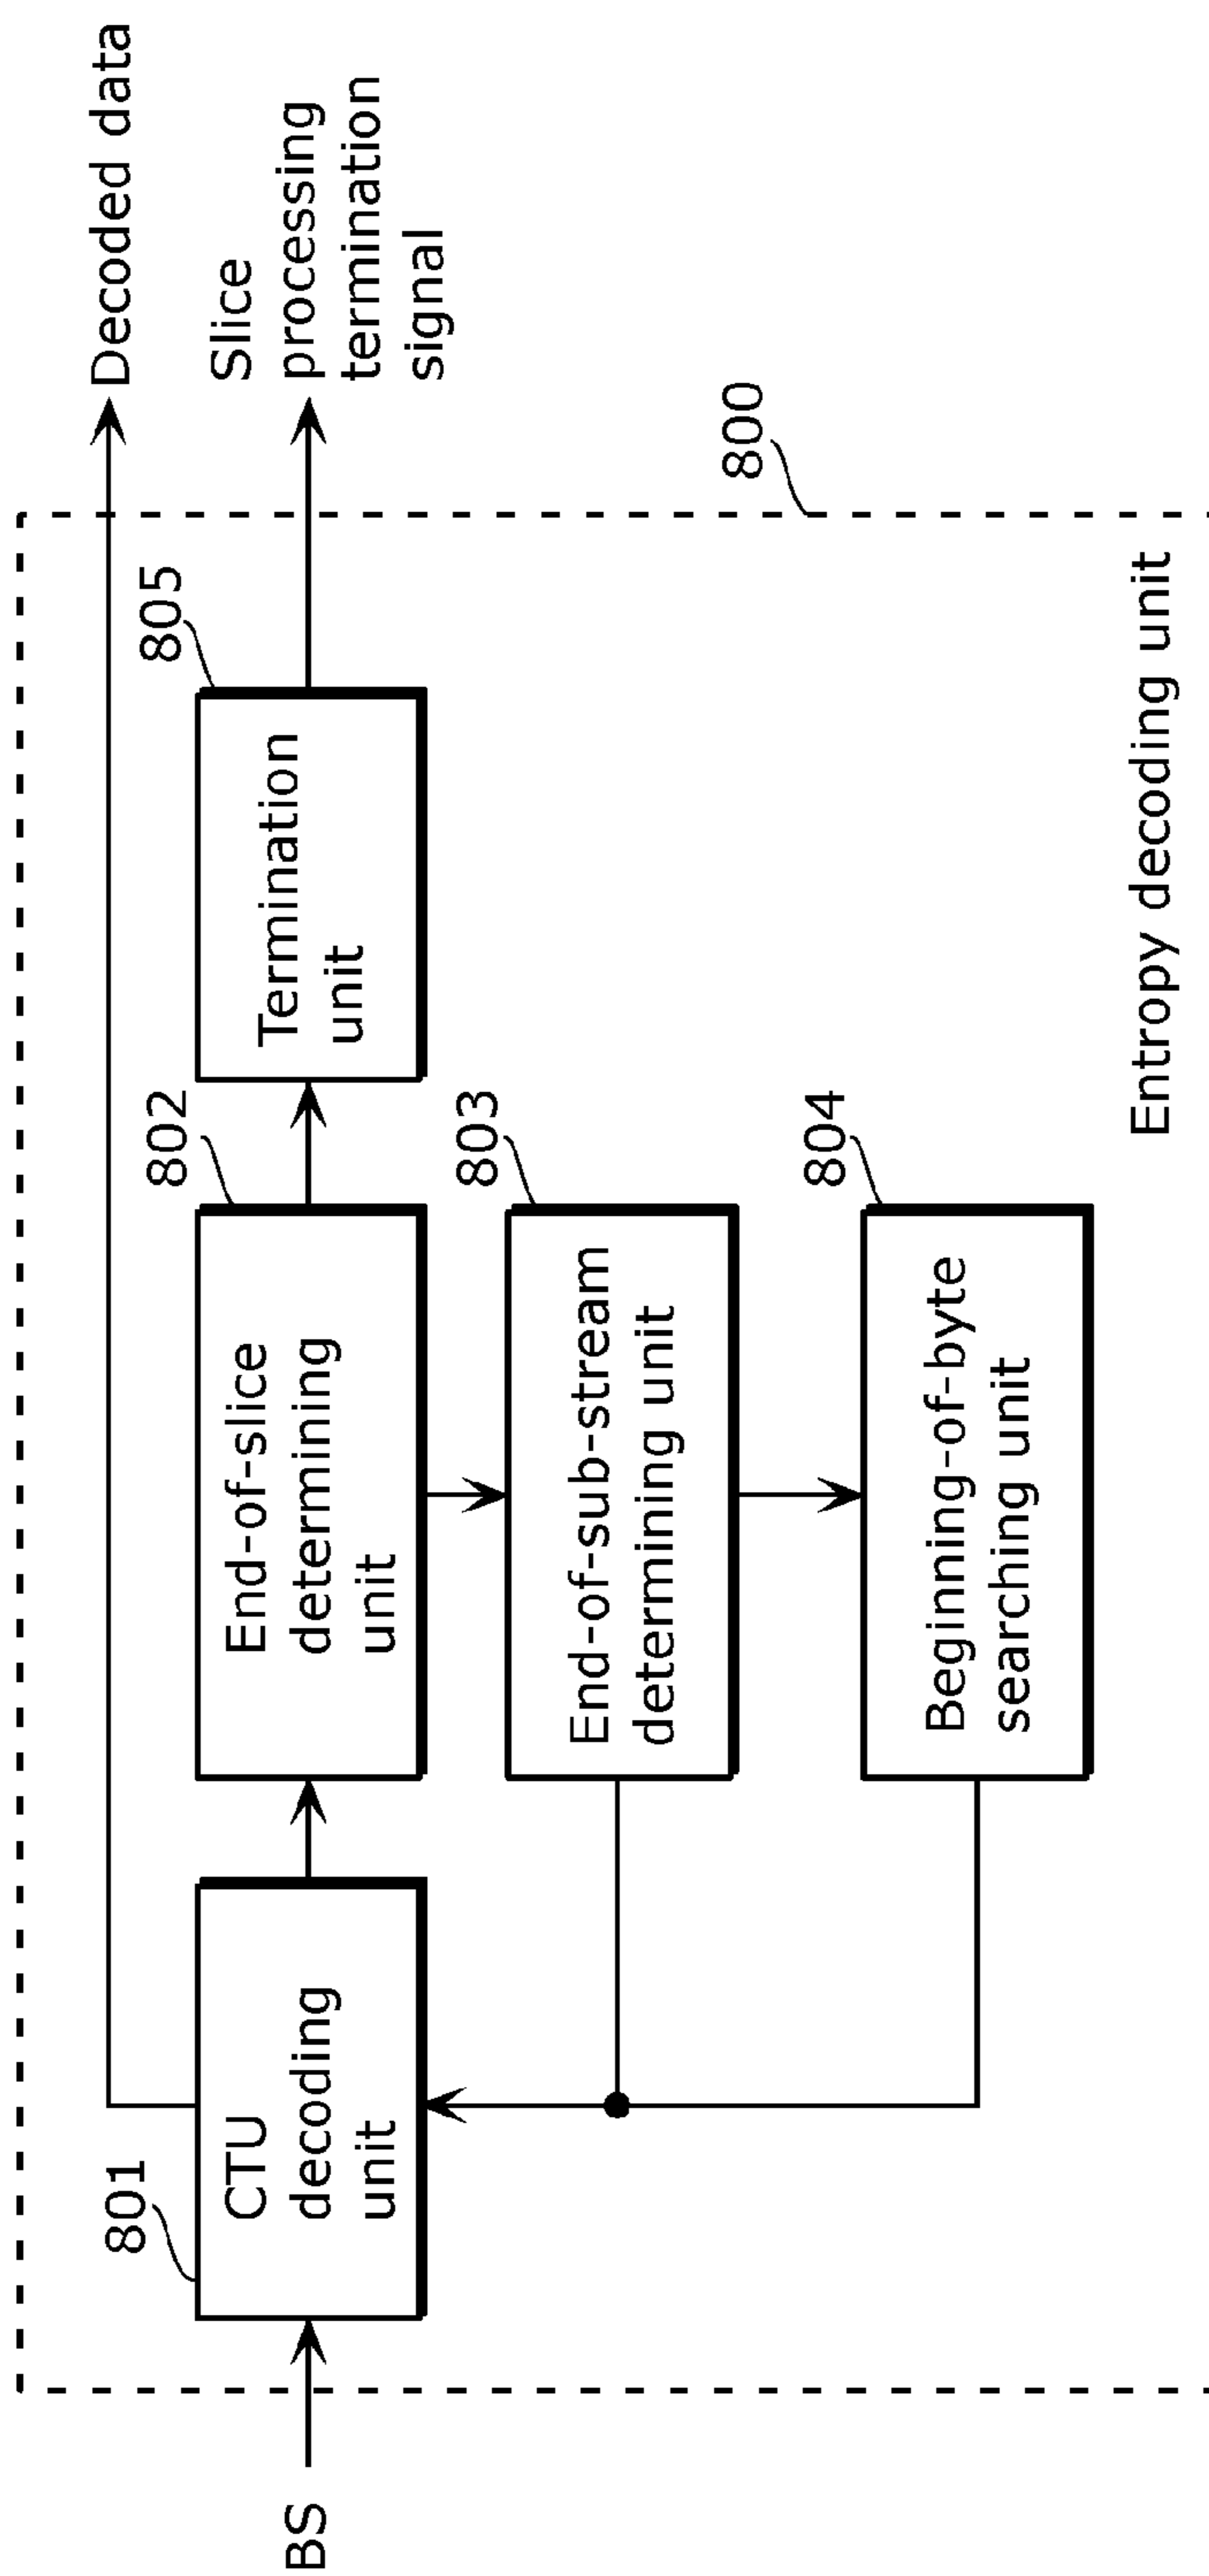 Decoded data
Slice
processing
termination
signal
800
801
CTU
decoding
unit
802
End-of-slice
determining
unit
805
Termination
unit
BS
803
End-of-sub-stream
determining unit
804
Beginning-of-byte
searching unit
Entropy decoding unit